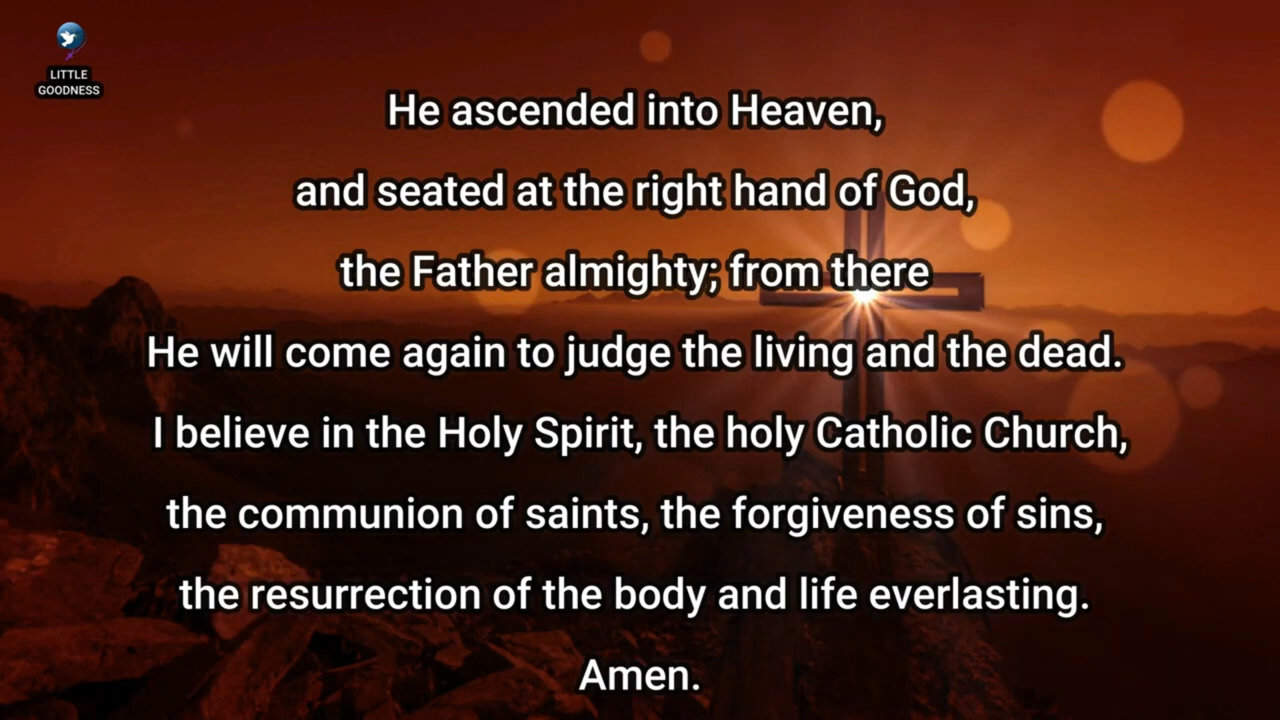 LITTLE
GOODNESS
He ascended into Heaven,
and seated at the right hand of God,
the Father almighty; from there
He will come again to judge the living and the dead.
I believe in the Holy Spirit, the holy Catholic Church,
the communion of saints, the forgiveness of sins,
the resurrection of the body and life everlasting.
Amen.